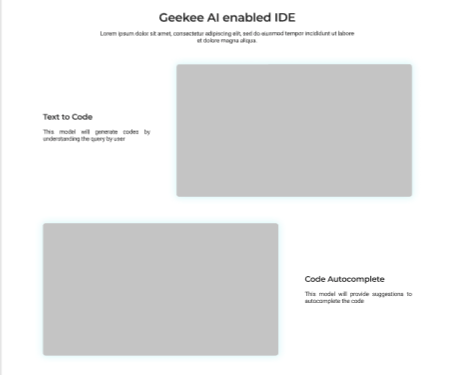 Geekee AI enabled IDE
Lorem ipsum dolor sit amet, consectetur adipiscing elit, sed do eiusmod tempor incididunt ut labore
et dolore magna aliqua.
Text to Code
This model will generate codes by
understanding the query by user
Code Autocomplete
This model will provide suggestions to
autocomplete the code